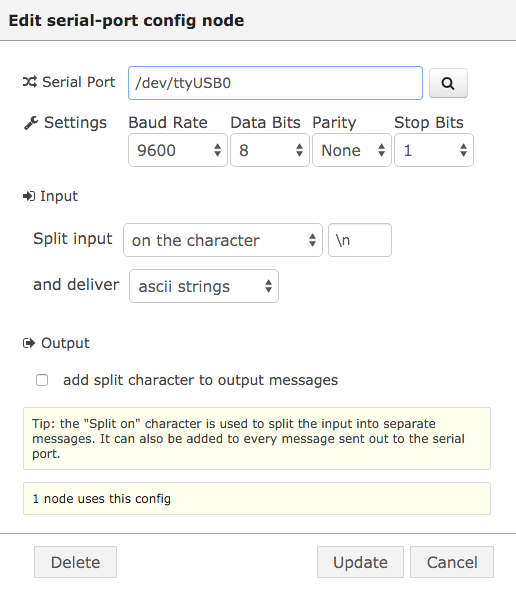 Edit serial-port config node
Serial Port /dev/ttyUSB0
Settings Baud Rate Data Bits Parity Stop Bits
9600 8 None 1
Input
Split input on the character \n
and deliver ascii strings
Output
add split character to output messages
Tip: the "Split on" character is used to split the input into separate
messages. It can also be added to every message sent out to the serial
port.
1 node uses this config
Delete Update Cancel